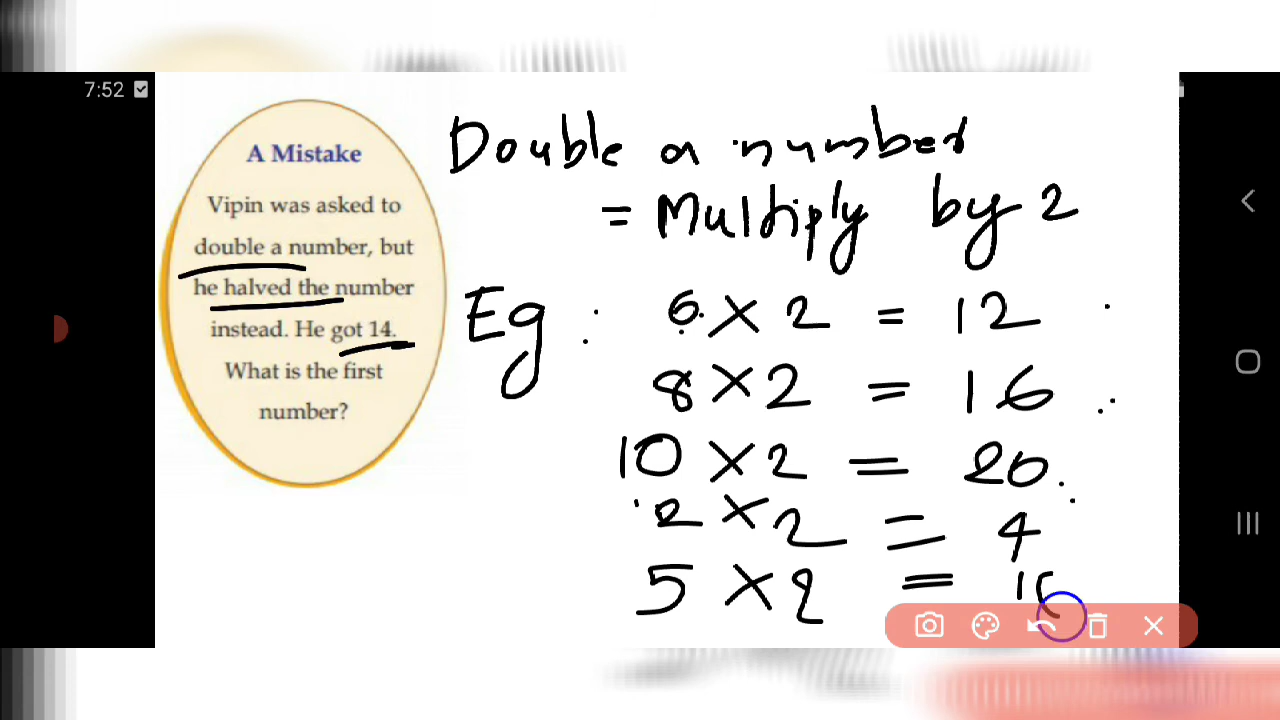 7:52
A Mistake
Vipin was asked to
double a number, but
he halved the number
instead. He got 14.
What is the first
number?
Double a number
= Multiply by 2
Eg : 6 × 2 = 12
8 × 2 = 16
10 × 2 = 20
2 × 2 = 4
5 × 2 =